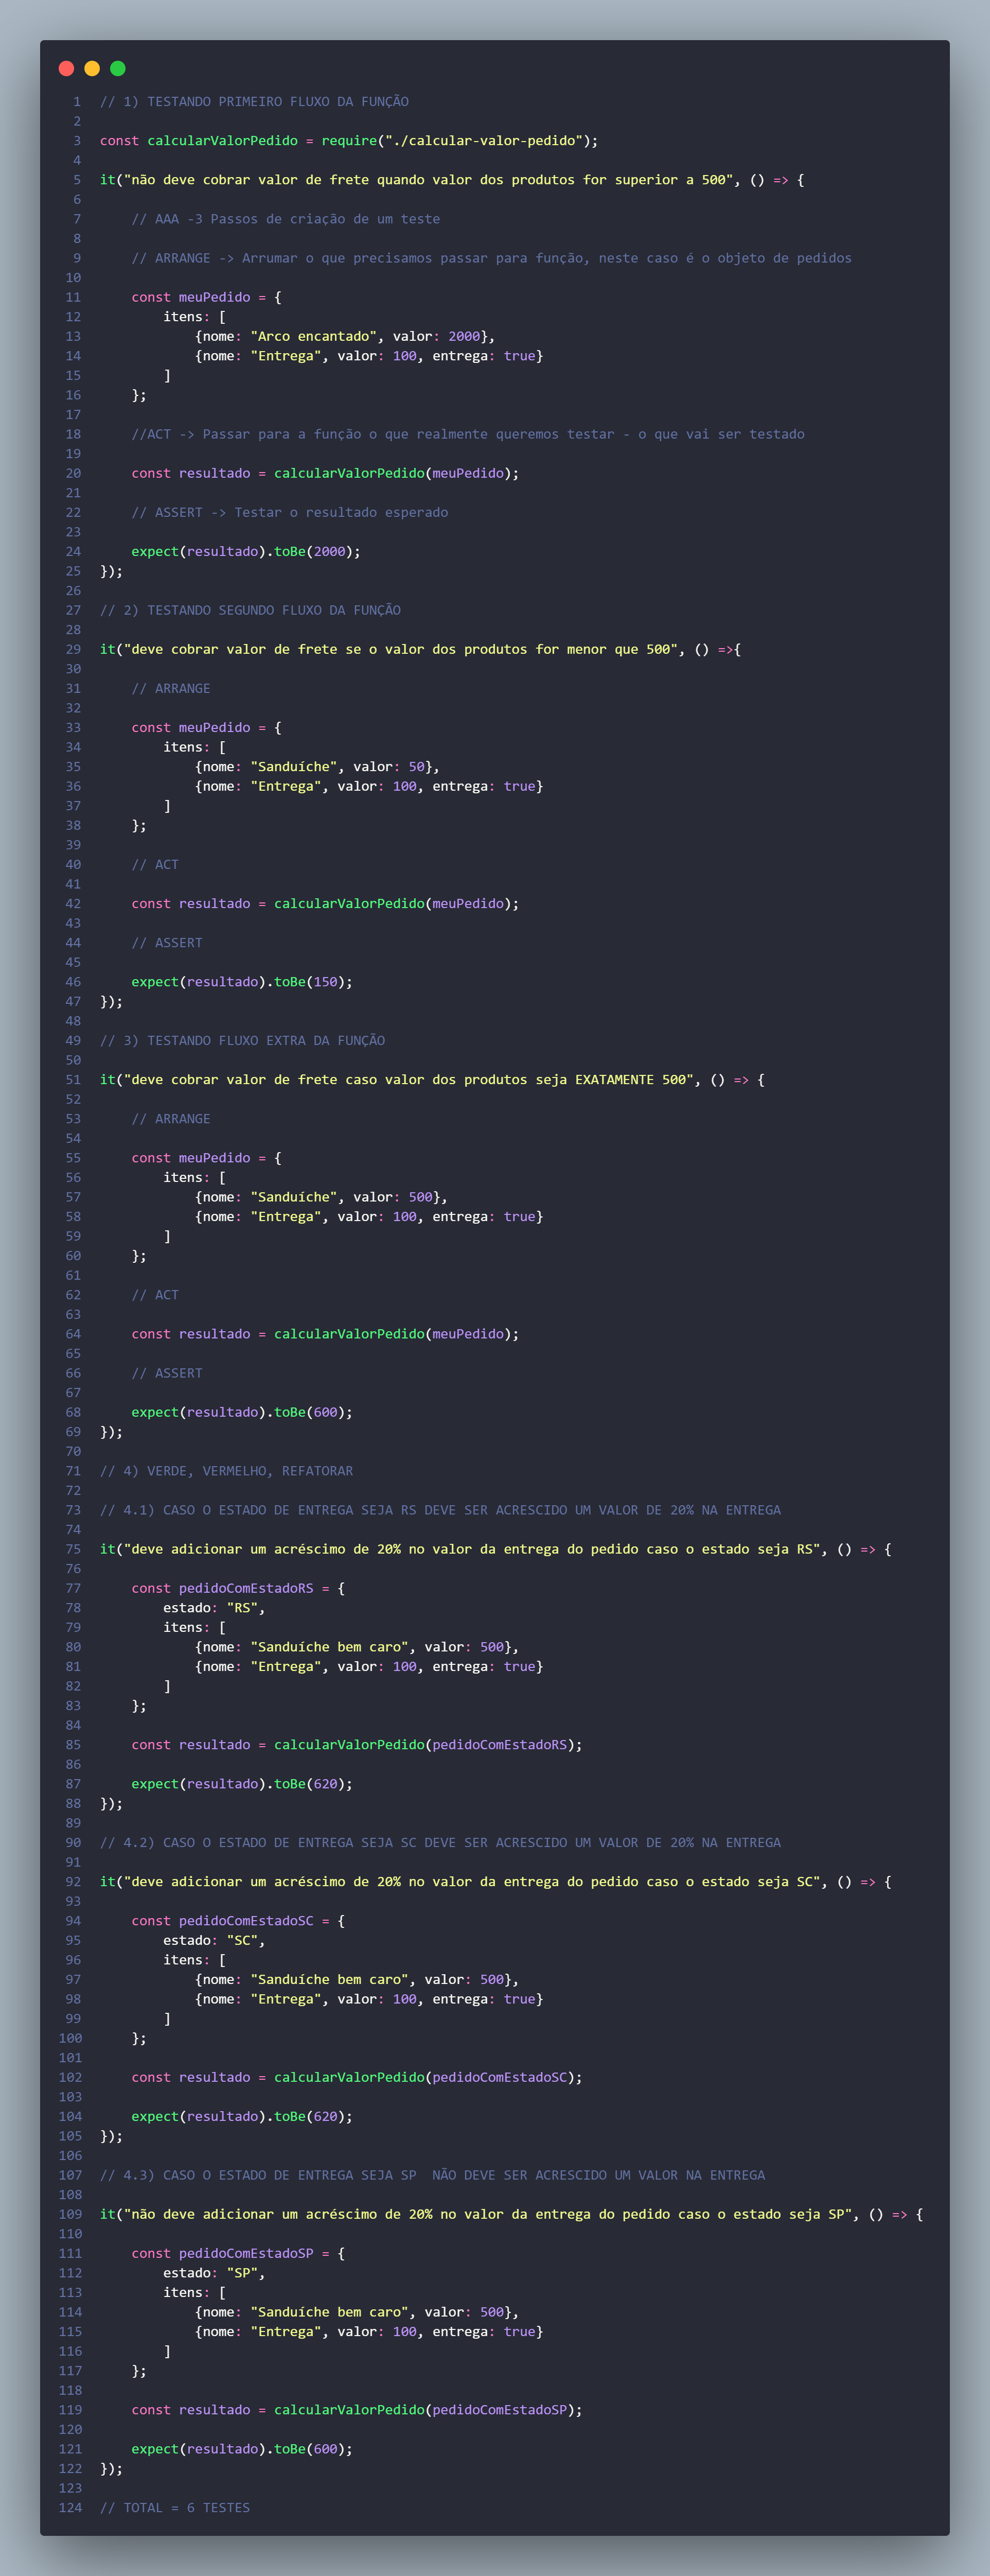 1 // 1) TESTANDO PRIMEIRO FLUXO DA FUNÇÃO
2
3 const calcularValorPedido = require("./calcular-valor-pedido");
4
5 it("não deve cobrar valor de frete quando valor dos produtos for superior a 500", () => {
6
7     // AAA -3 Passos de criação de um teste
8
9     // ARRANGE -> Arrumar o que precisamos passar para função, neste caso é o objeto de pedidos
10
11     const meuPedido = {
12         itens: [
13             {nome: "Arco encantado", valor: 2000},
14             {nome: "Entrega", valor: 100, entrega: true}
15         ]
16     };
17
18     //ACT -> Passar para a função o que realmente queremos testar - o que vai ser testado
19
20     const resultado = calcularValorPedido(meuPedido);
21
22     // ASSERT -> Testar o resultado esperado
23
24     expect(resultado).toBe(2000);
25 });
26
27 // 2) TESTANDO SEGUNDO FLUXO DA FUNÇÃO
28
29 it("deve cobrar valor de frete se o valor dos produtos for menor que 500", () =>{
30
31     // ARRANGE
32
33     const meuPedido = {
34         itens: [
35             {nome: "Sanduíche", valor: 50},
36             {nome: "Entrega", valor: 100, entrega: true}
37         ]
38     };
39
40     // ACT
41
42     const resultado = calcularValorPedido(meuPedido);
43
44     // ASSERT
45
46     expect(resultado).toBe(150);
47 });
48
49 // 3) TESTANDO FLUXO EXTRA DA FUNÇÃO
50
51 it("deve cobrar valor de frete caso valor dos produtos seja EXATAMENTE 500", () => {
52
53     // ARRANGE
54
55     const meuPedido = {
56         itens: [
57             {nome: "Sanduíche", valor: 500},
58             {nome: "Entrega", valor: 100, entrega: true}
59         ]
60     };
61
62     // ACT
63
64     const resultado = calcularValorPedido(meuPedido);
65
66     // ASSERT
67
68     expect(resultado).toBe(600);
69 });
70
71 // 4) VERDE, VERMELHO, REFATORAR
72
73 // 4.1) CASO O ESTADO DE ENTREGA SEJA RS DEVE SER ACRESCIDO UM VALOR DE 20% NA ENTREGA
74
75 it("deve adicionar um acréscimo de 20% no valor da entrega do pedido caso o estado seja RS", () => {
76
77     const pedidoComEstadoRS = {
78         estado: "RS",
79         itens: [
80             {nome: "Sanduíche bem caro", valor: 500},
81             {nome: "Entrega", valor: 100, entrega: true}
82         ]
83     };
84
85     const resultado = calcularValorPedido(pedidoComEstadoRS);
86
87     expect(resultado).toBe(620);
88 });
89
90 // 4.2) CASO O ESTADO DE ENTREGA SEJA SC DEVE SER ACRESCIDO UM VALOR DE 20% NA ENTREGA
91
92 it("deve adicionar um acréscimo de 20% no valor da entrega do pedido caso o estado seja SC", () => {
93
94     const pedidoComEstadoSC = {
95         estado: "SC",
96         itens: [
97             {nome: "Sanduíche bem caro", valor: 500},
98             {nome: "Entrega", valor: 100, entrega: true}
99         ]
100     };
101
102     const resultado = calcularValorPedido(pedidoComEstadoSC);
103
104     expect(resultado).toBe(620);
105 });
106
107 // 4.3) CASO O ESTADO DE ENTREGA SEJA SP  NÃO DEVE SER ACRESCIDO UM VALOR NA ENTREGA
108
109 it("não deve adicionar um acréscimo de 20% no valor da entrega do pedido caso o estado seja SP", () => {
110
111     const pedidoComEstadoSP = {
112         estado: "SP",
113         itens: [
114             {nome: "Sanduíche bem caro", valor: 500},
115             {nome: "Entrega", valor: 100, entrega: true}
116         ]
117     };
118
119     const resultado = calcularValorPedido(pedidoComEstadoSP);
120
121     expect(resultado).toBe(600);
122 });
123
124 // TOTAL = 6 TESTES